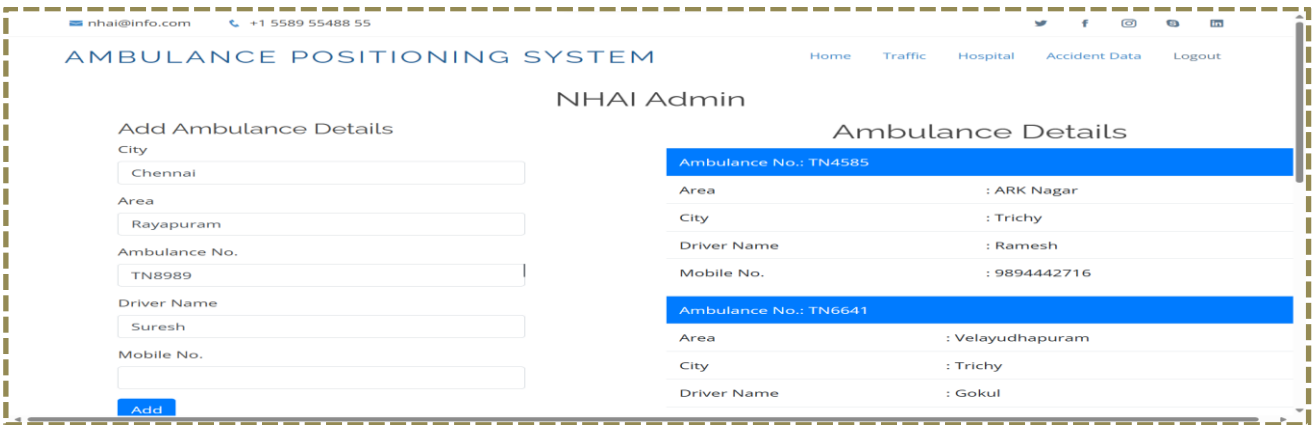 nhai@info.com +1 5589 55488 55
AMBULANCE POSITIONING SYSTEM
Home Traffic Hospital Accident Data Logout
NHAI Admin
Add Ambulance Details
City
Chennai
Area
Rayapuram
Ambulance No.
TN8989
Driver Name
Suresh
Mobile No.
Add
Ambulance Details
Ambulance No.: TN4585
Area : ARK Nagar
City : Trichy
Driver Name : Ramesh
Mobile No. : 9894442716
Ambulance No.: TN6641
Area : Velayudhapuram
City : Trichy
Driver Name : Gokul